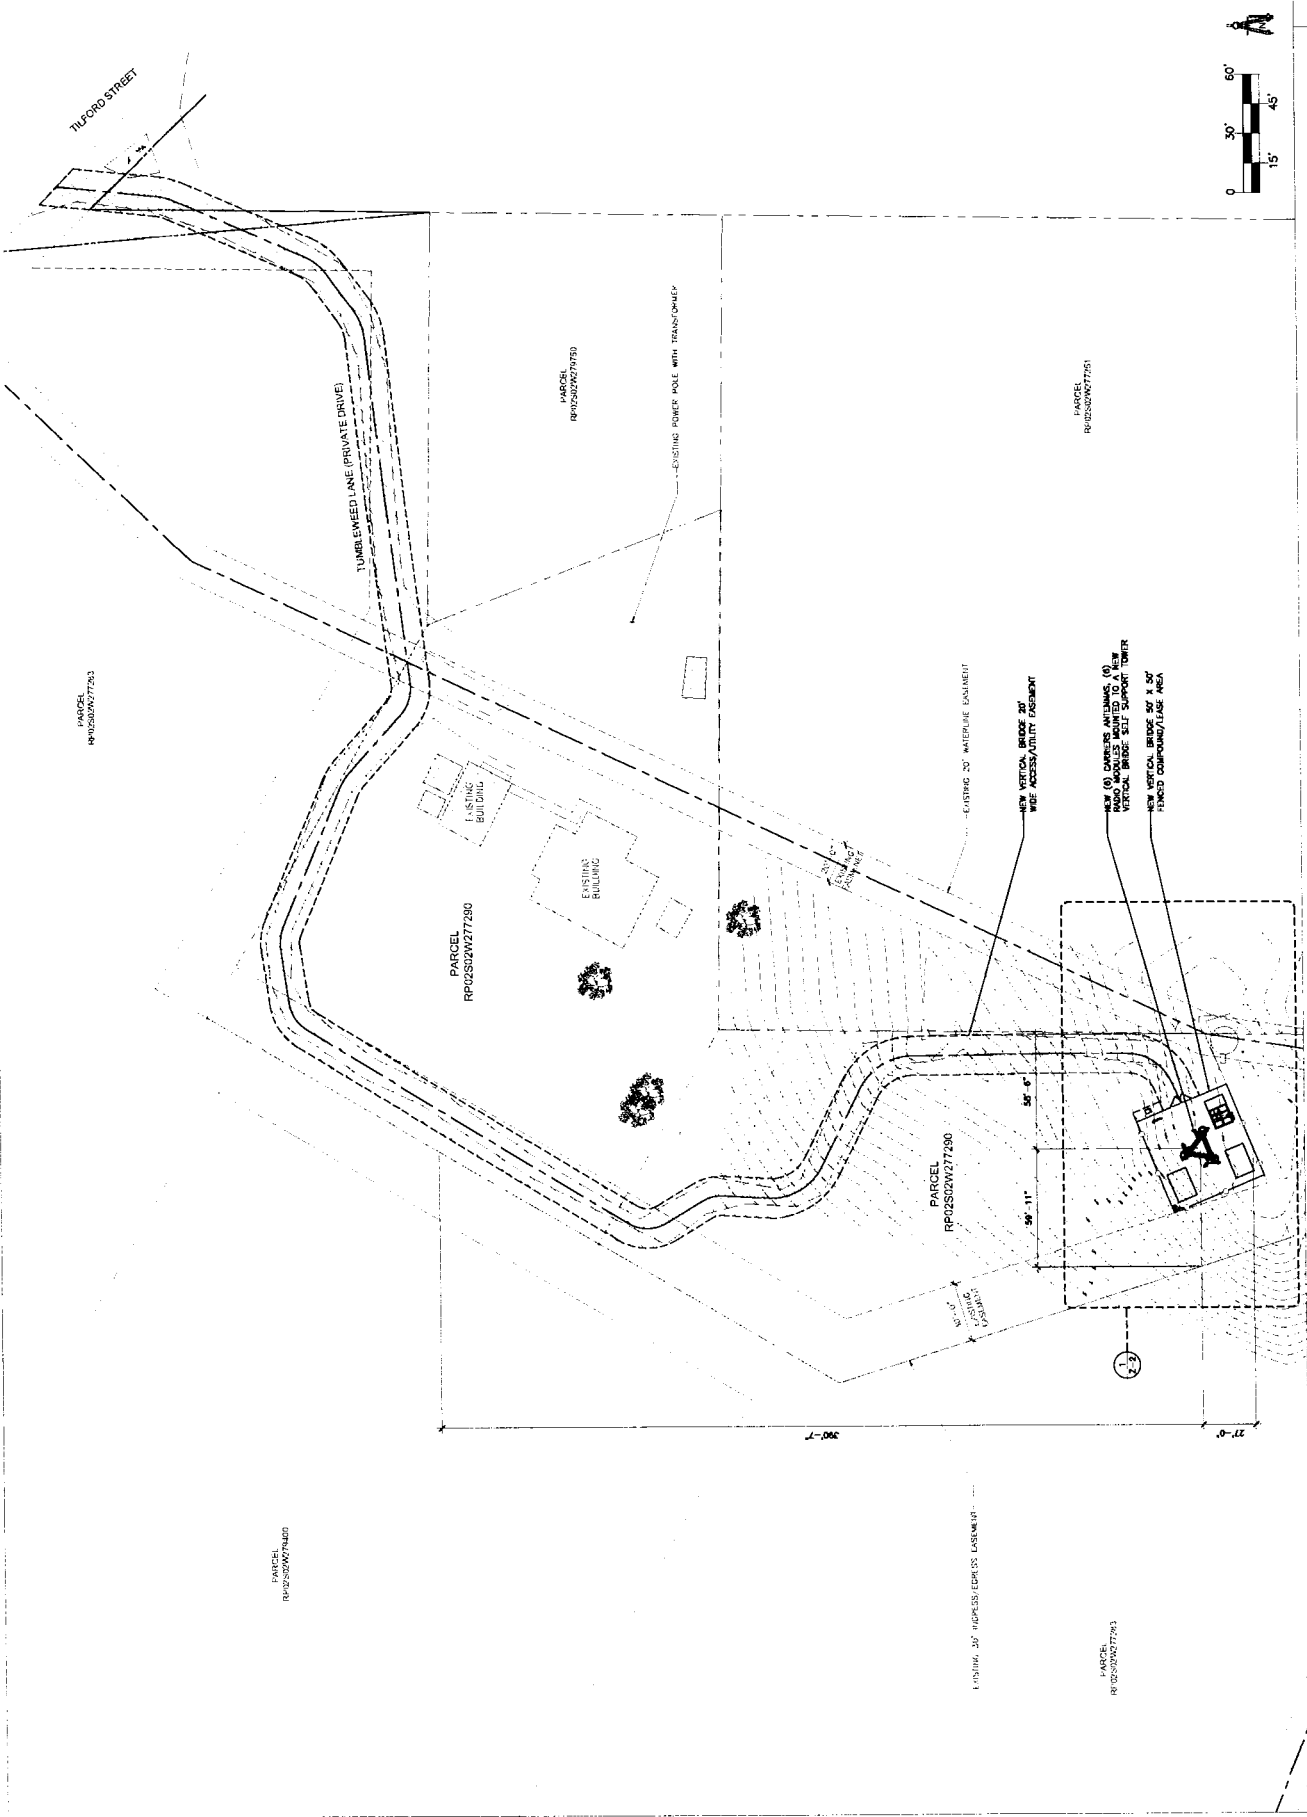 TILFORD STREET
60'
30'
0
45'
15'
TUMBLEWEED LANE (PRIVATE DRIVE)
PARCEL
RP02S02W279750
EXISTING POWER POLE WITH TRANSFORMER
PARCEL
RP02S02W277251
PARCEL
RP02S02W277263
EXISTING
BUILDING
EXISTING
BUILDING
PARCEL
RP02S02W277290
EXISTING 20' WATERLINE EASEMENT
NEW VERTICAL BRIDGE 20'
WIDE ACCESS/UTILITY EASEMENT
NEW (6) CARRIERS ANTENNAS, (6)
RADIO MODULES MOUNTED TO A NEW
VERTICAL BRIDGE SELF SUPPORT TOWER
NEW VERTICAL BRIDGE 50' X 50'
FENCED COMPOUND/LEASE AREA
EXISTING
PARCEL
RP02S02W277290
58'-6"
59'-11"
EXISTING
EASEMENT
1
Z-2
390'-7"
27'-0"
PARCEL
RP02S02W279400
EXISTING 30' INGRESS/EGRESS EASEMENT
PARCEL
RP02S02W277263